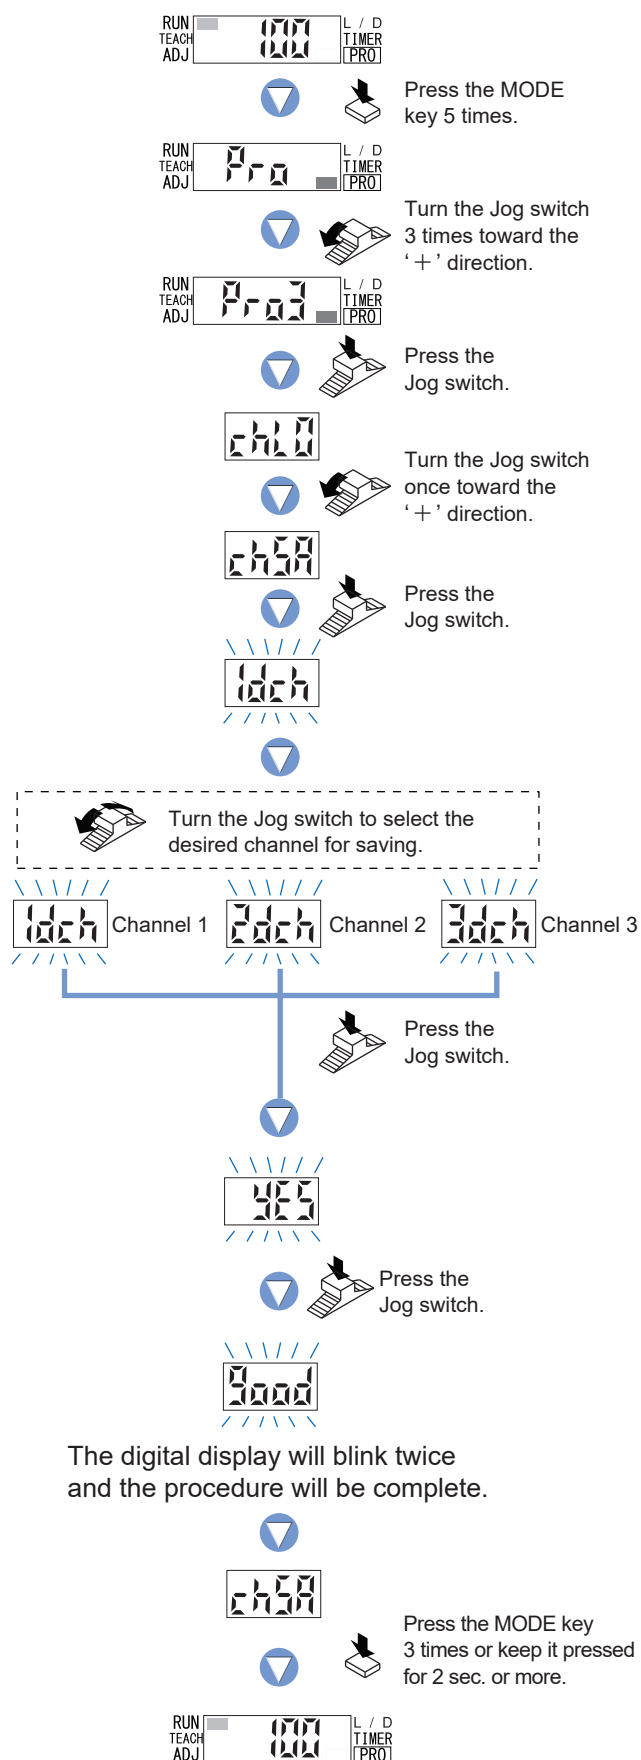 RUN
TEACH
ADJ
100
L / D
TIMER
PRO
Press the MODE
key 5 times.
RUN
TEACH
ADJ
Pro
L / D
TIMER
PRO
Turn the Jog switch
3 times toward the
‘＋’ direction.
RUN
TEACH
ADJ
Pro3
L / D
TIMER
PRO
Press the
Jog switch.
chLO
Turn the Jog switch
once toward the
‘＋’ direction.
chSA
Press the
Jog switch.
1dch
Turn the Jog switch to select the
desired channel for saving.
1dch Channel 1
2dch Channel 2
3dch Channel 3
Press the
Jog switch.
YES
Press the
Jog switch.
good
The digital display will blink twice
and the procedure will be complete.
chSA
Press the MODE key
3 times or keep it pressed
for 2 sec. or more.
RUN
TEACH
ADJ
100
L / D
TIMER
PRO